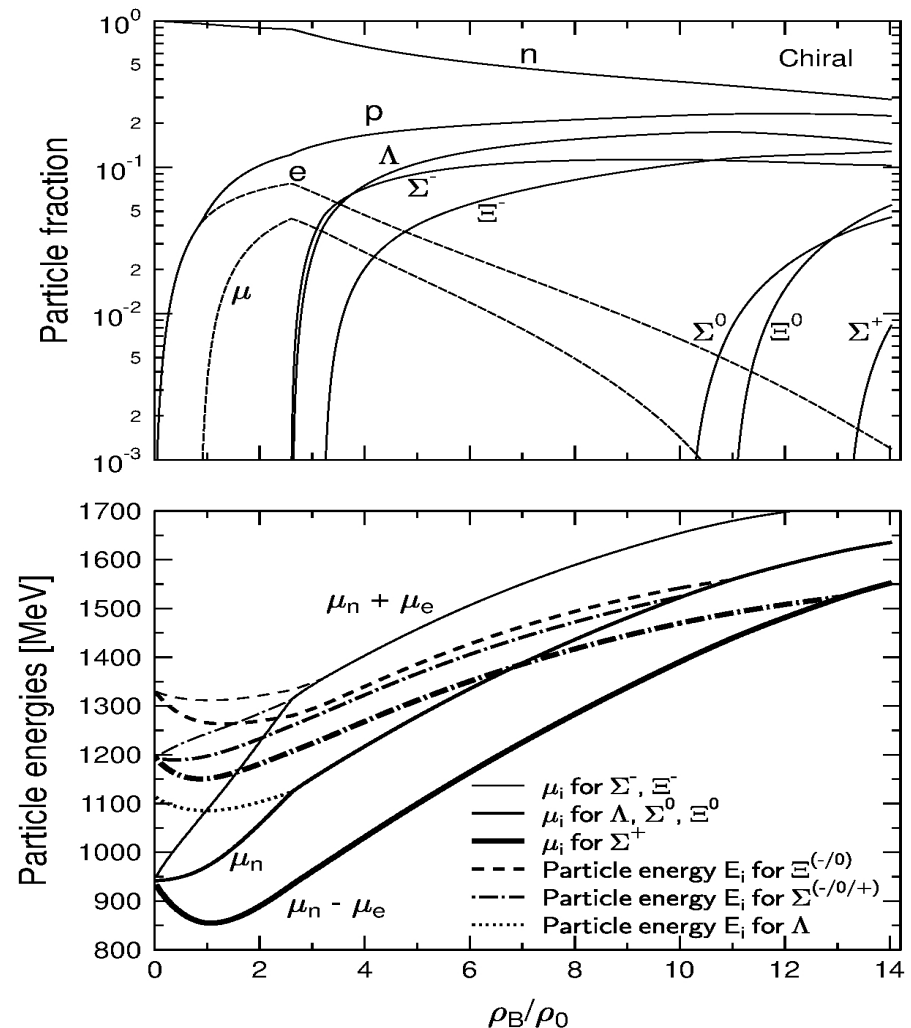 10⁰
n
Chiral
5
p
2
Λ
10⁻¹
e
Σ⁻
Ξ⁻
5
μ
2
10⁻²
Σ⁰
Ξ⁰
Σ⁺
5
2
10⁻³
Particle fraction
1700
1600
μₙ + μₑ
1500
1400
1300
1200
1100
μᵢ for Σ⁻, Ξ⁻
μᵢ for Λ, Σ⁰, Ξ⁰
1000
μₙ
μᵢ for Σ⁺
Particle energy Eᵢ for Ξ⁽⁻/⁰⁾
900
μₙ - μₑ
Particle energy Eᵢ for Σ⁽⁻/⁰/⁺⁾
Particle energy Eᵢ for Λ
800
Particle energies [MeV]
0 2 4 6 8 10 12 14
ρ_B/ρ₀